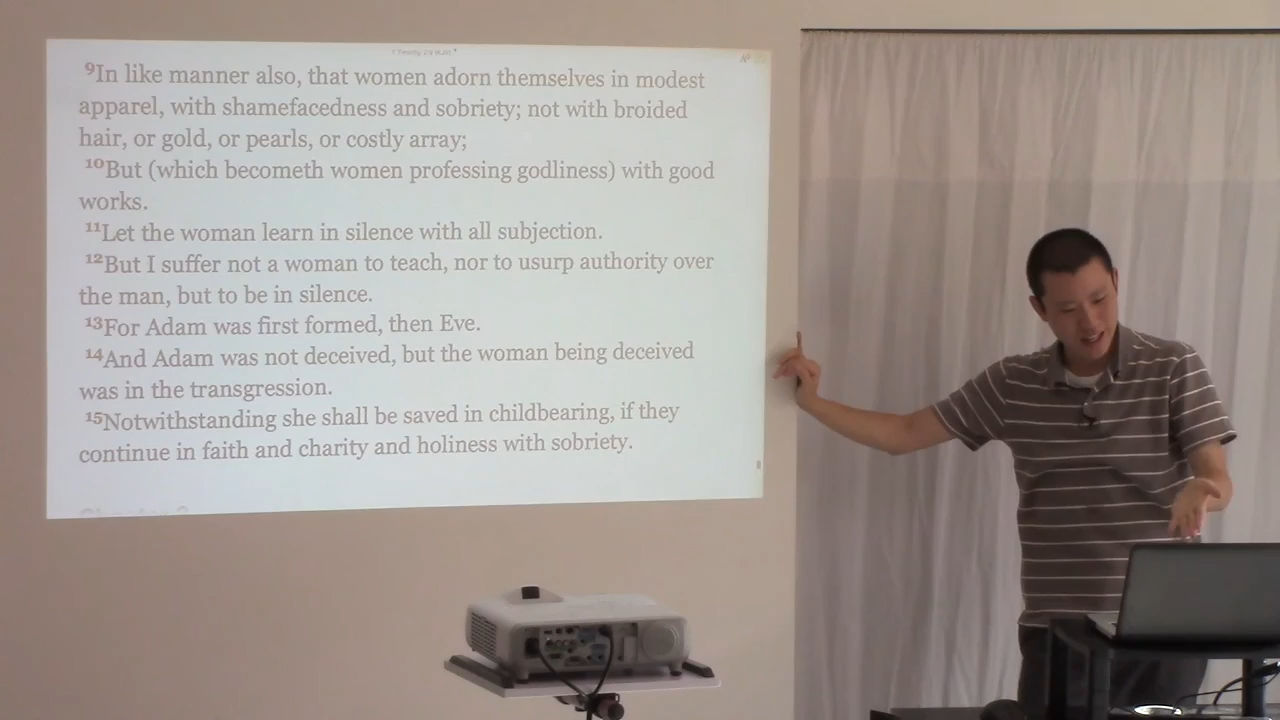 1 Timothy 2:9 (KJV)
⁹In like manner also, that women adorn themselves in modest
apparel, with shamefacedness and sobriety; not with broided
hair, or gold, or pearls, or costly array;
¹⁰But (which becometh women professing godliness) with good
works.
¹¹Let the woman learn in silence with all subjection.
¹²But I suffer not a woman to teach, nor to usurp authority over
the man, but to be in silence.
¹³For Adam was first formed, then Eve.
¹⁴And Adam was not deceived, but the woman being deceived
was in the transgression.
¹⁵Notwithstanding she shall be saved in childbearing, if they
continue in faith and charity and holiness with sobriety.